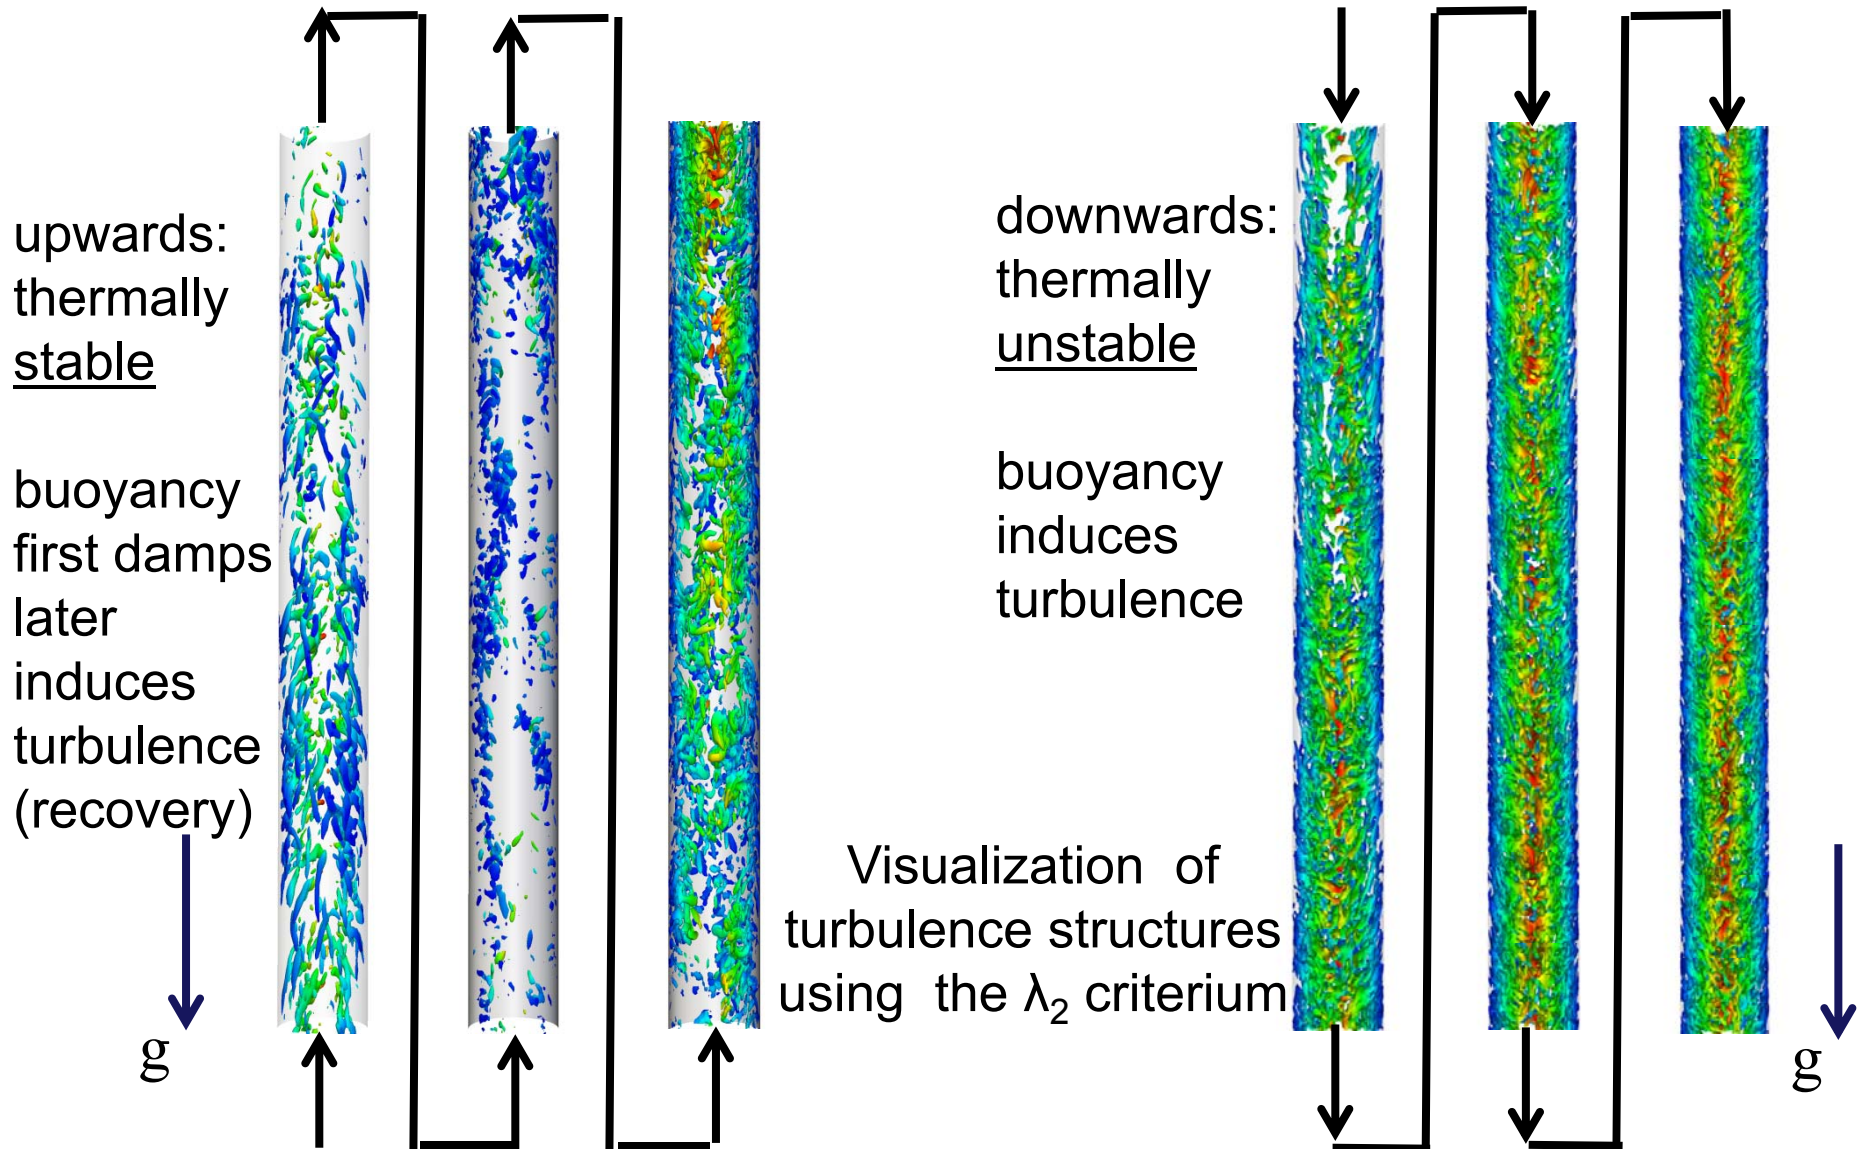 upwards:
thermally
stable
buoyancy
first damps
later
induces
turbulence
(recovery)
g
downwards:
thermally
unstable
buoyancy
induces
turbulence
Visualization of
turbulence structures
using the λ₂ criterium
g